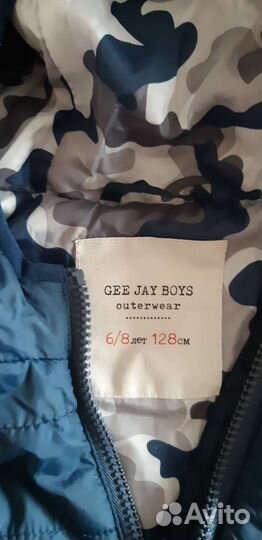 GEE JAY BOYS
outerwear
6/8 лет 128 см
Avito